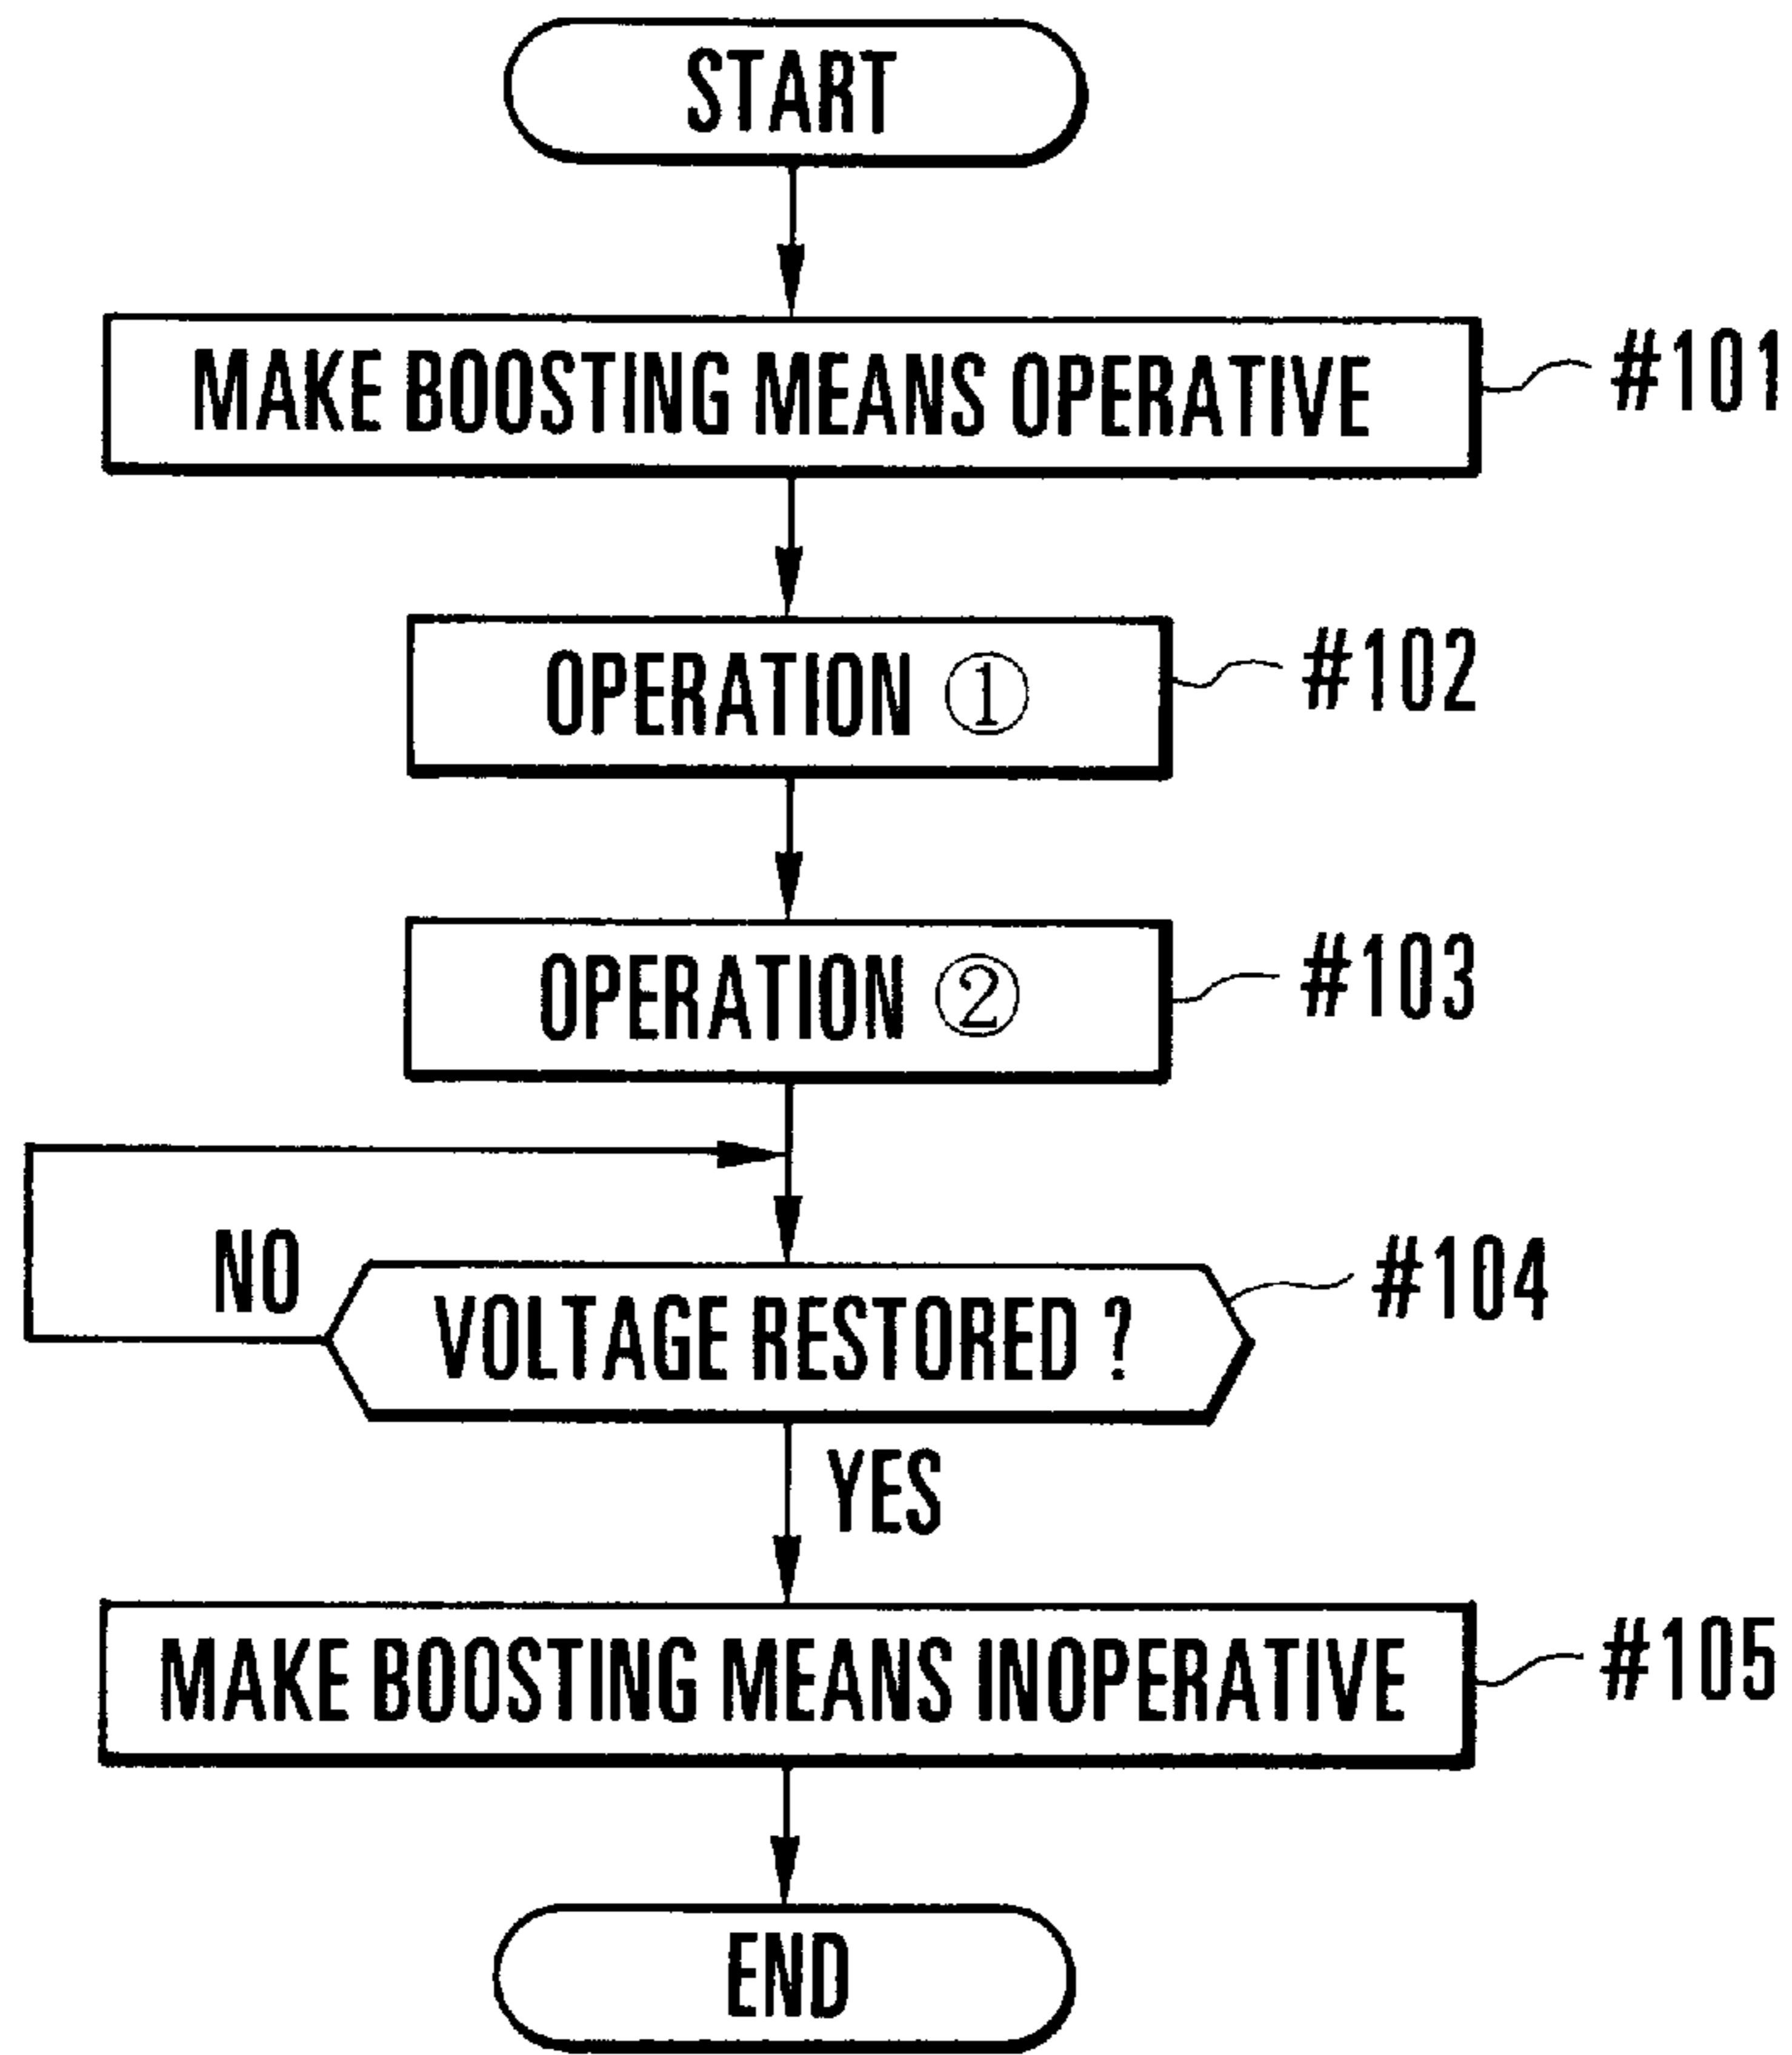 START
MAKE BOOSTING MEANS OPERATIVE #101
OPERATION ① #102
OPERATION ② #103
NO
VOLTAGE RESTORED ? #104
YES
MAKE BOOSTING MEANS INOPERATIVE #105
END